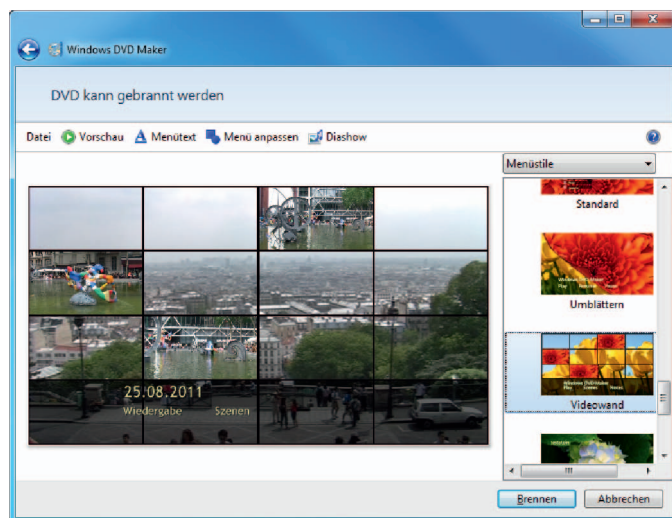 Windows DVD Maker
DVD kann gebrannt werden
Datei Vorschau Menütext Menü anpassen Diashow
Menüstile
Standard
Umblättern
Videowand
25.08.2011
Wiedergabe Szenen
Brennen Abbrechen